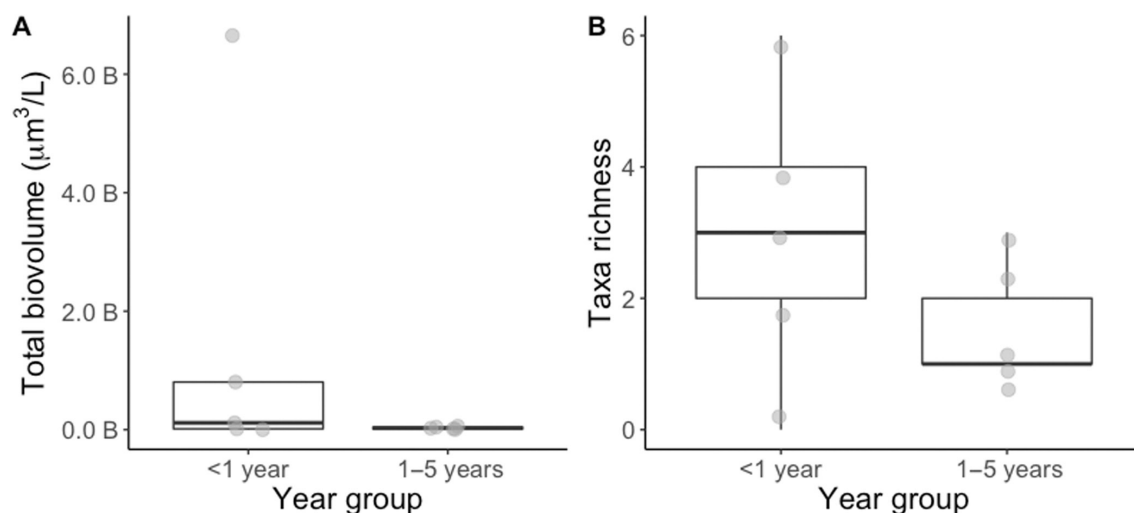 A
Total biovolume (μm³/L)
6.0 B
4.0 B
2.0 B
0.0 B
<1 year
1–5 years
Year group
B
Taxa richness
6
4
2
0
<1 year
1–5 years
Year group